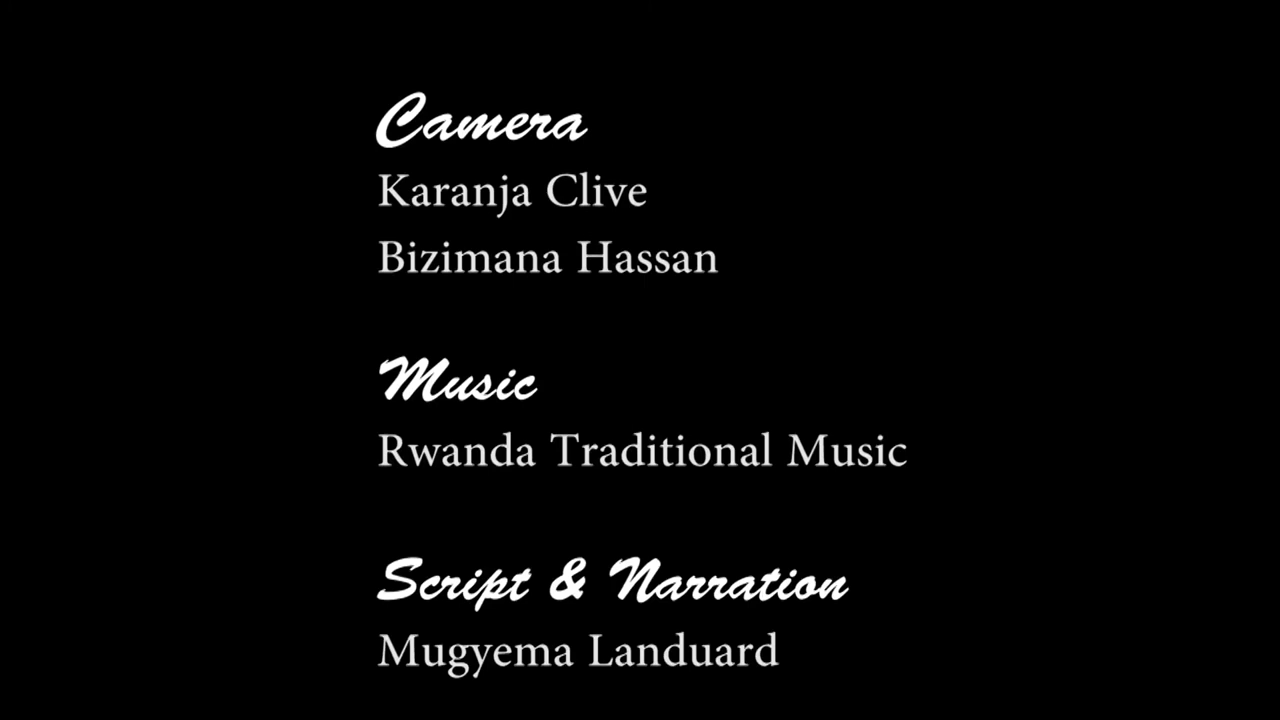 Camera
Karanja Clive
Bizimana Hassan
Music
Rwanda Traditional Music
Script & Narration
Mugyema Landuard